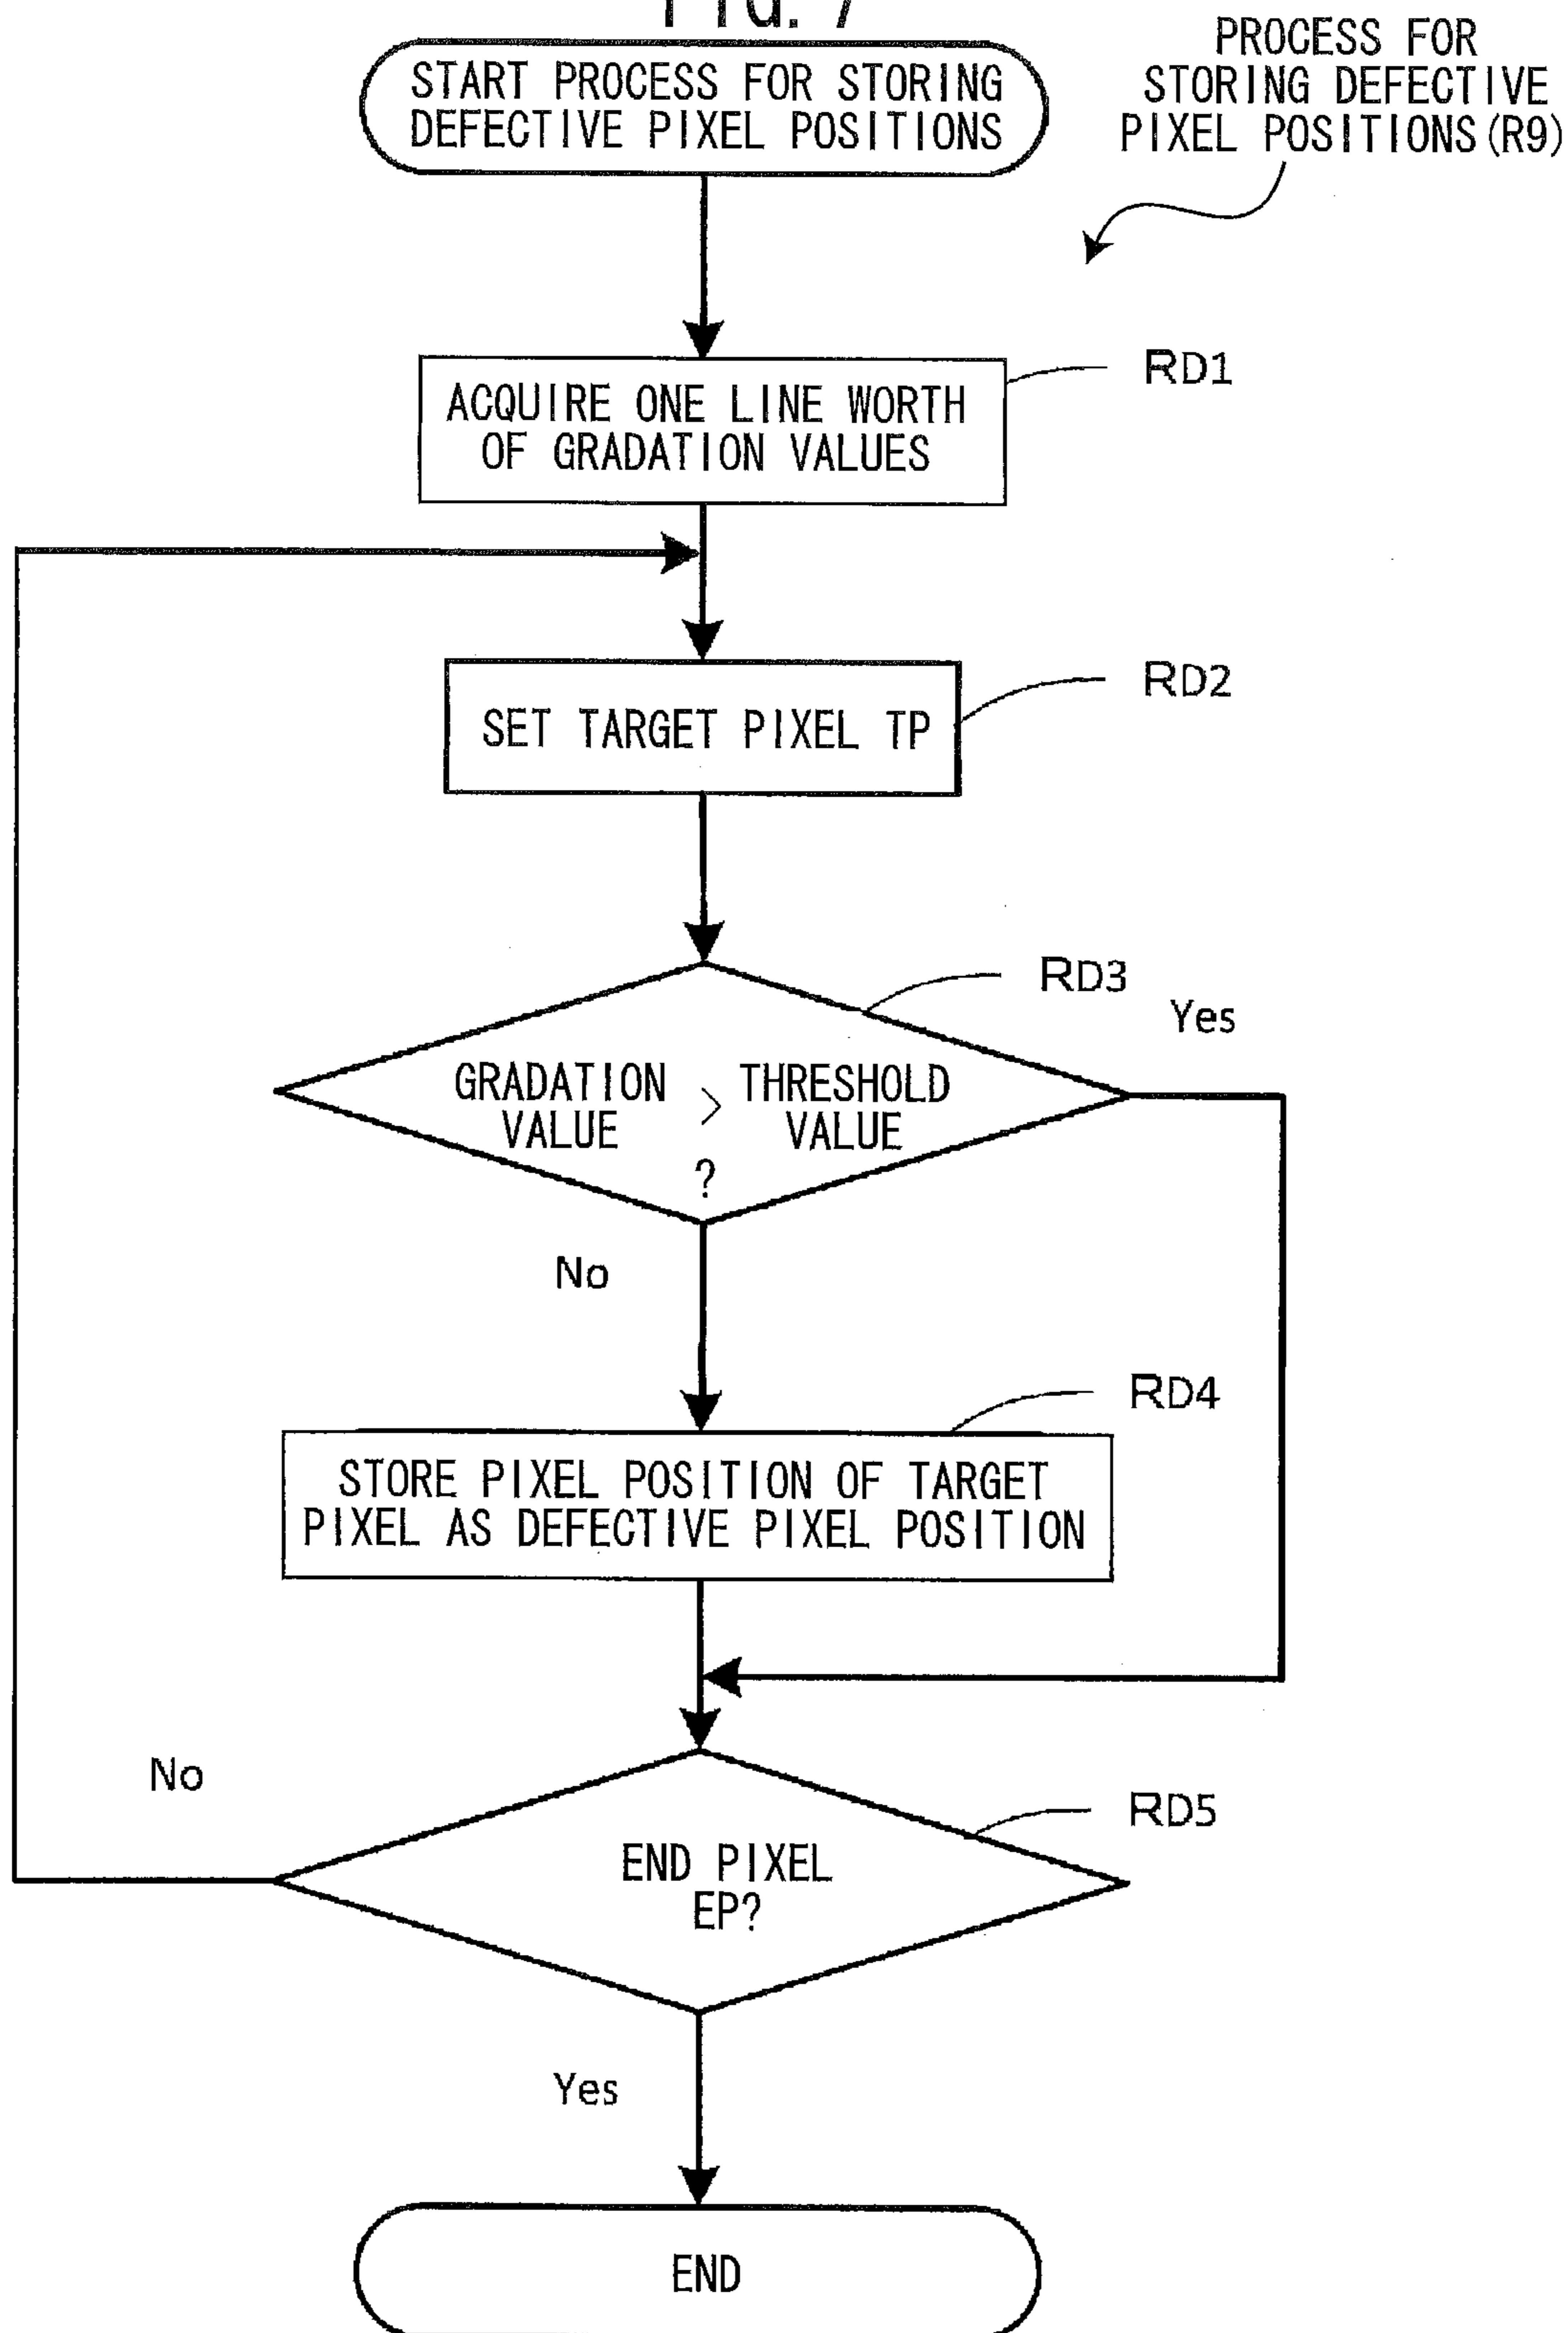 FIG. 7
PROCESS FOR
STORING DEFECTIVE
PIXEL POSITIONS(R9)
START PROCESS FOR STORING
DEFECTIVE PIXEL POSITIONS
RD1
ACQUIRE ONE LINE WORTH
OF GRADATION VALUES
RD2
SET TARGET PIXEL TP
RD3
Yes
GRADATION VALUE > THRESHOLD VALUE
?
No
RD4
STORE PIXEL POSITION OF TARGET
PIXEL AS DEFECTIVE PIXEL POSITION
No
RD5
END PIXEL
EP?
Yes
END